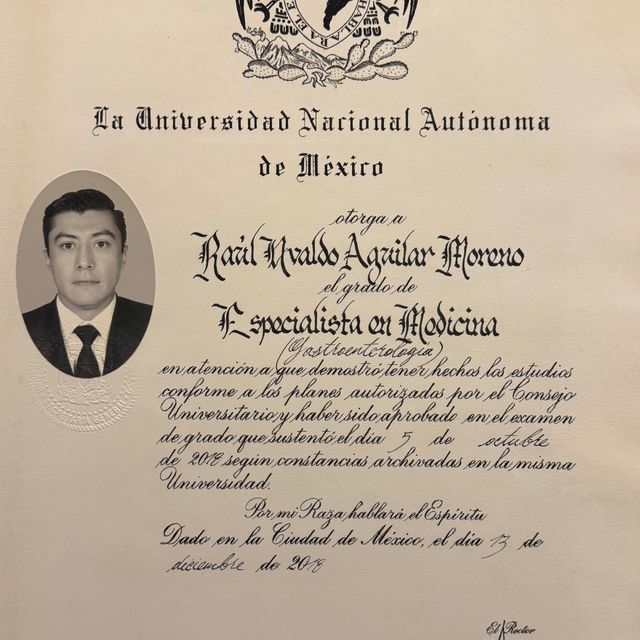 HABLARA EL E
La Universidad Nacional Autónoma
de México
otorga a
Raúl Uvaldo Aguilar Moreno
el grado de
Especialista en Medicina
(Gastroenterología)
en atención a que demostró tener hechos los estudios
conforme a los planes autorizados por el Consejo
Universitario y haber sido aprobado en el examen
de grado que sustentó el día 5 de octubre
de 2018 según constancias archivadas en la misma
Universidad.
Por mi Raza hablará el Espíritu
Dado en la Ciudad de México, el día 13 de
diciembre de 2018
El Rector